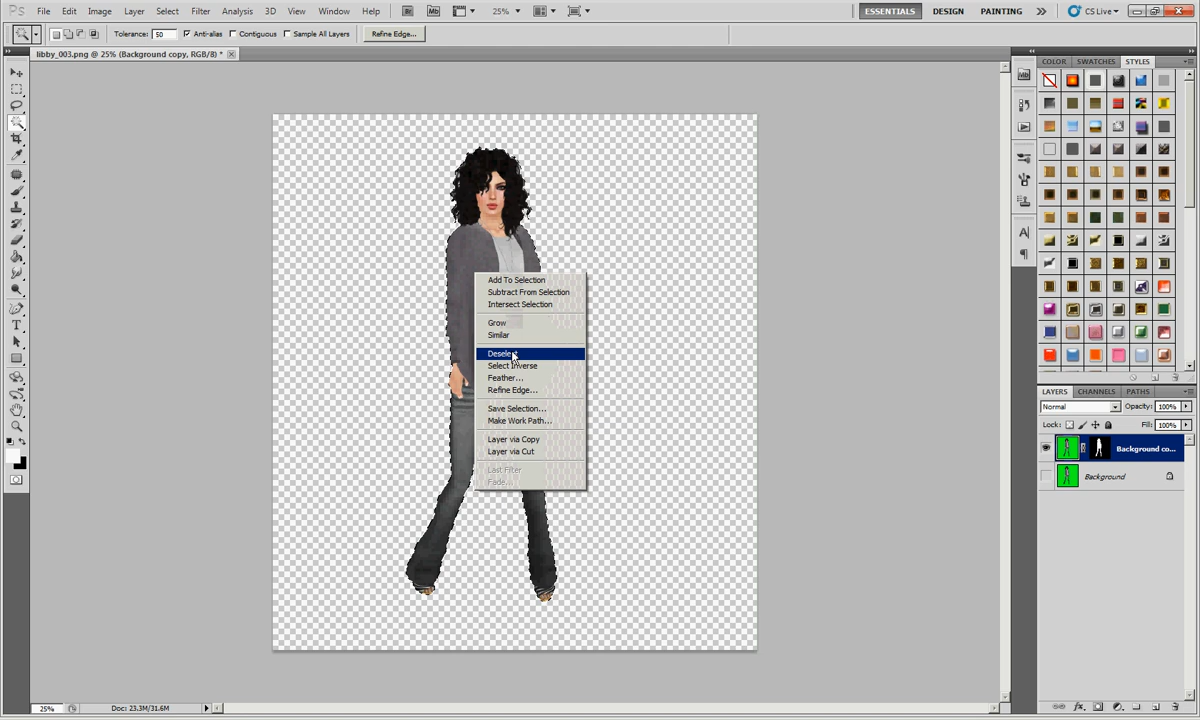 Ps File Edit Image Layer Select Filter Analysis 3D View Window Help Br Mb 25% ESSENTIALS DESIGN PAINTING CS Live
Tolerance: 50 Anti-alias Contiguous Sample All Layers Refine Edge...
libby_003.png @ 25% (Background copy, RGB/8) *
COLOR SWATCHES STYLES
Mb
A
T
Add To Selection
Subtract From Selection
Intersect Selection
Grow
Similar
Deselect
Select Inverse
Feather...
Refine Edge...
Save Selection...
Make Work Path...
Layer via Copy
Layer via Cut
Last Filter
Fade...
LAYERS CHANNELS PATHS
Normal Opacity: 100%
Lock: Fill: 100%
Background co...
Background
25% Doc: 23.3M/31.6M
fx